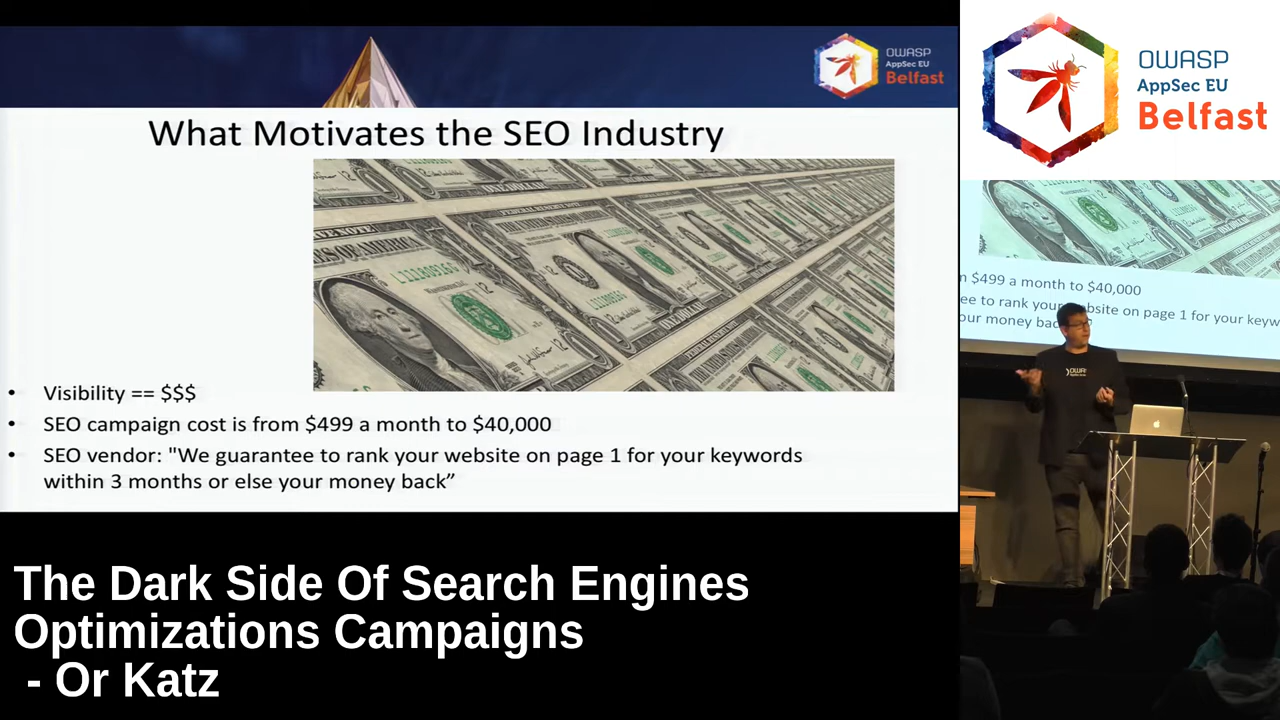 OWASP
AppSec EU
Belfast
What Motivates the SEO Industry
• Visibility == $$$
• SEO campaign cost is from $499 a month to $40,000
• SEO vendor: "We guarantee to rank your website on page 1 for your keywords
within 3 months or else your money back”
The Dark Side Of Search Engines
Optimizations Campaigns
- Or Katz
OWASP
AppSec EU
Belfast
$499 a month to $40,000
ee to rank your website on page 1 for your keyw
our money back